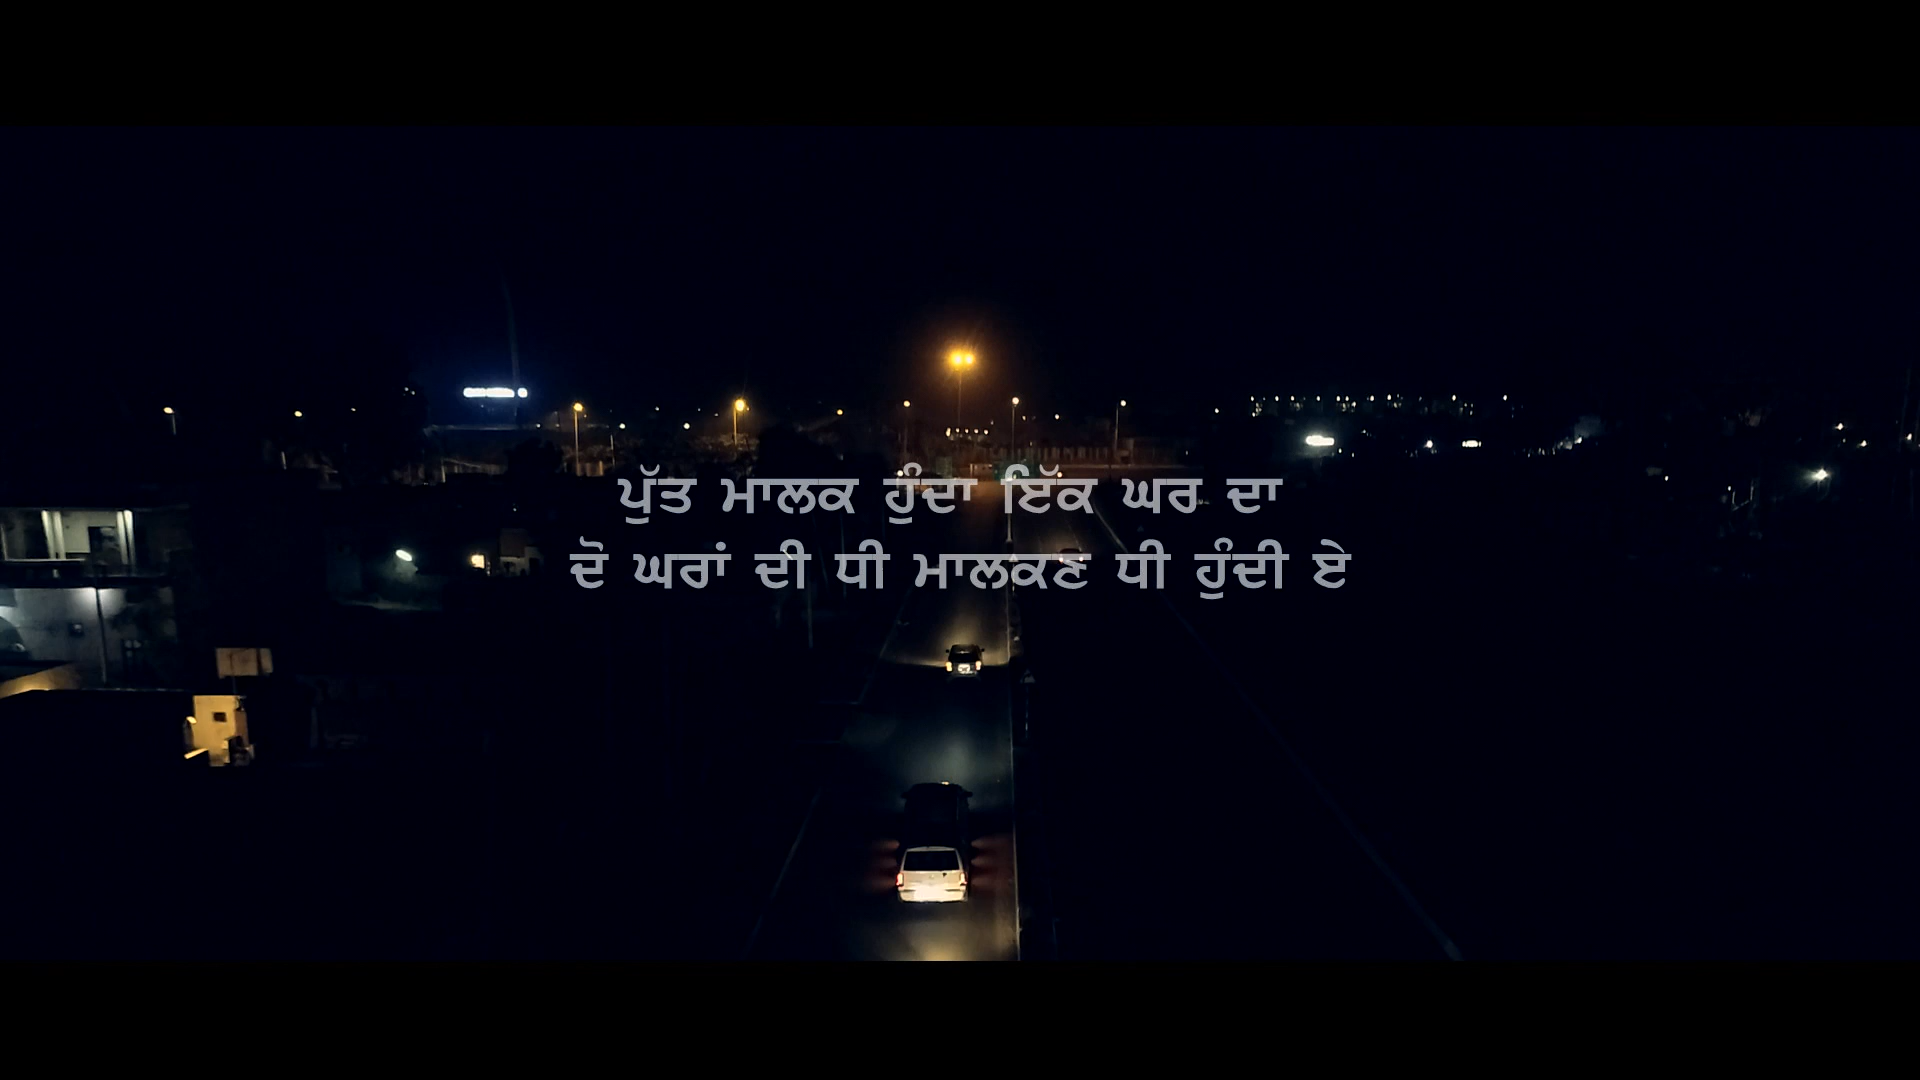 ਪੁੱਤ ਮਾਲਕ ਹੁੰਦਾ ਇੱਕ ਘਰ ਦਾ
ਦੋ ਘਰਾਂ ਦੀ ਧੀ ਮਾਲਕਣ ਧੀ ਹੁੰਦੀ ਏ